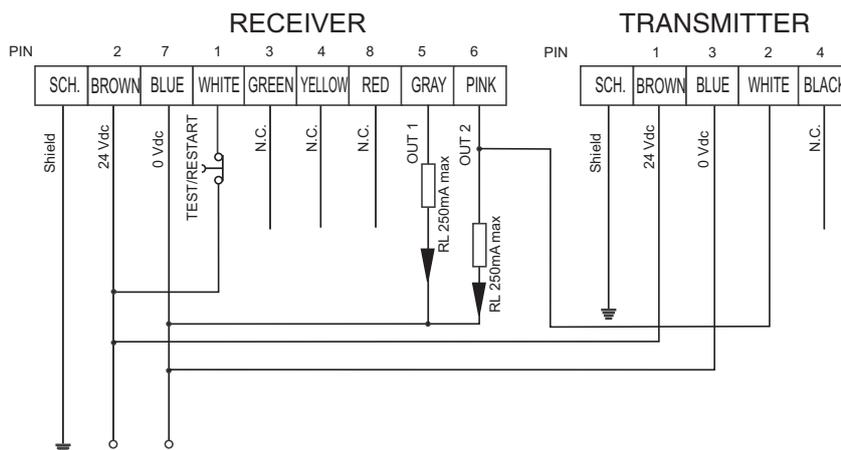 RECEIVER TRANSMITTER
PIN 2 7 1 3 4 8 5 6 PIN 1 3 2 4
SCH. BROWN BLUE WHITE GREEN YELLOW RED GRAY PINK SCH. BROWN BLUE WHITE BLACK
Shield
24 Vdc
0 Vdc
TEST/RESTART
N.C.
N.C.
N.C.
OUT 1
RL 250mA max
OUT 2
RL 250mA max
Shield
24 Vdc
0 Vdc
N.C.